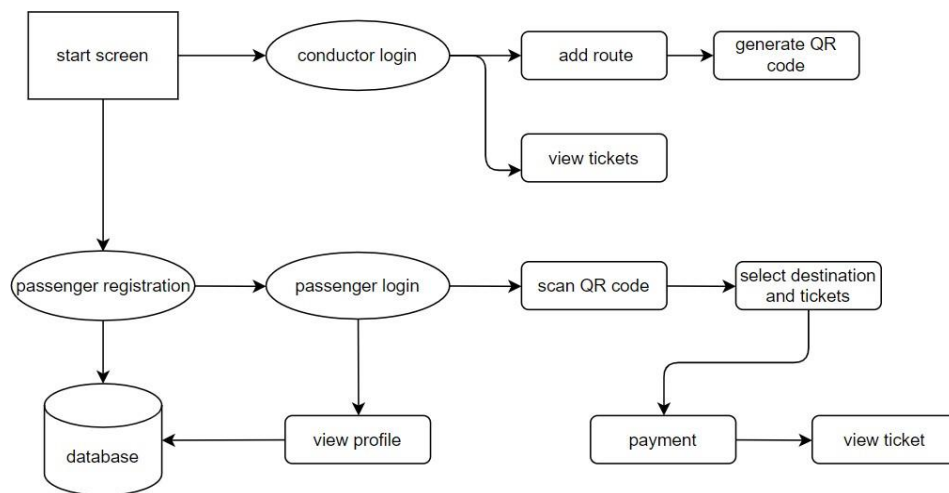 start screen
conductor login
add route
generate QR
code
view tickets
passenger registration
passenger login
scan QR code
select destination
and tickets
database
view profile
payment
view ticket